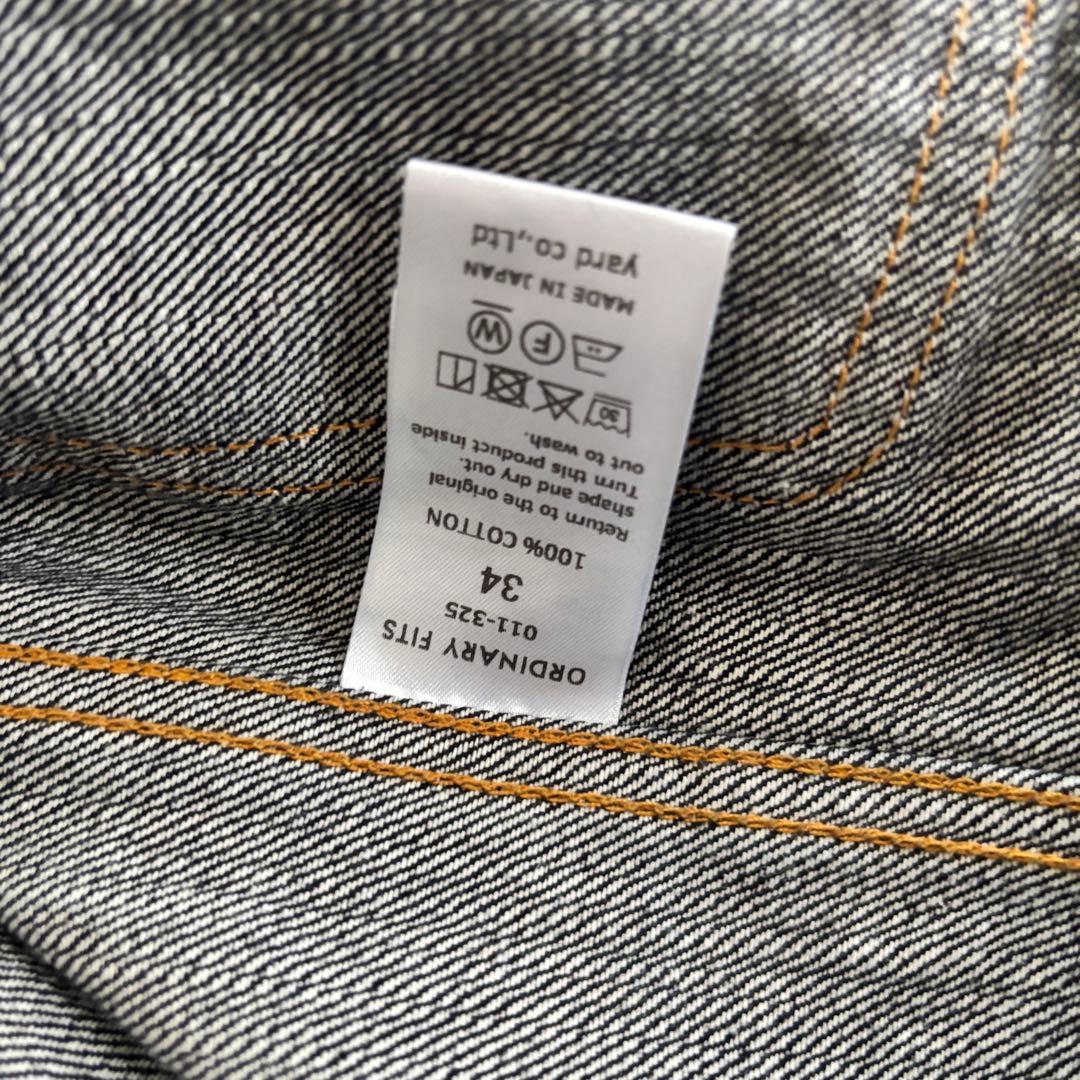 ORDINARY FITS
011-325
34
100% COTTON
Return to the original
shape and dry out.
Turn this product inside
out to wash.
30
F W
MADE IN JAPAN
yard co.,Ltd